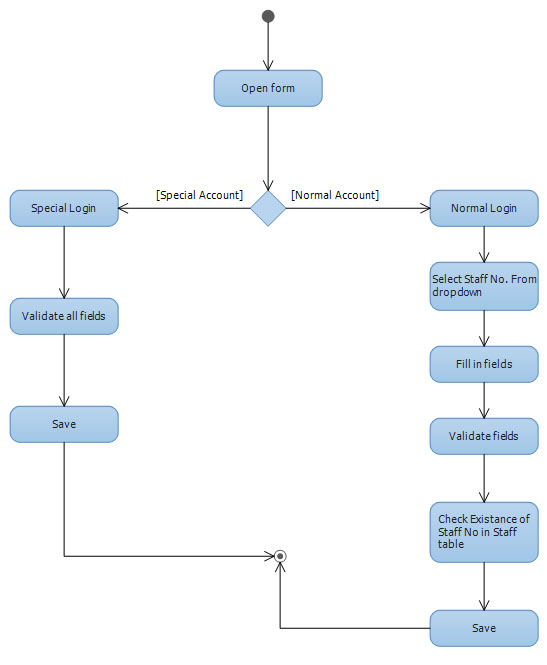 Open form
[Special Account]
[Normal Account]
Special Login
Normal Login
Select Staff No. From
dropdown
Validate all fields
Fill in fields
Save
Validate fields
Check Existance of
Staff No in Staff
table
Save